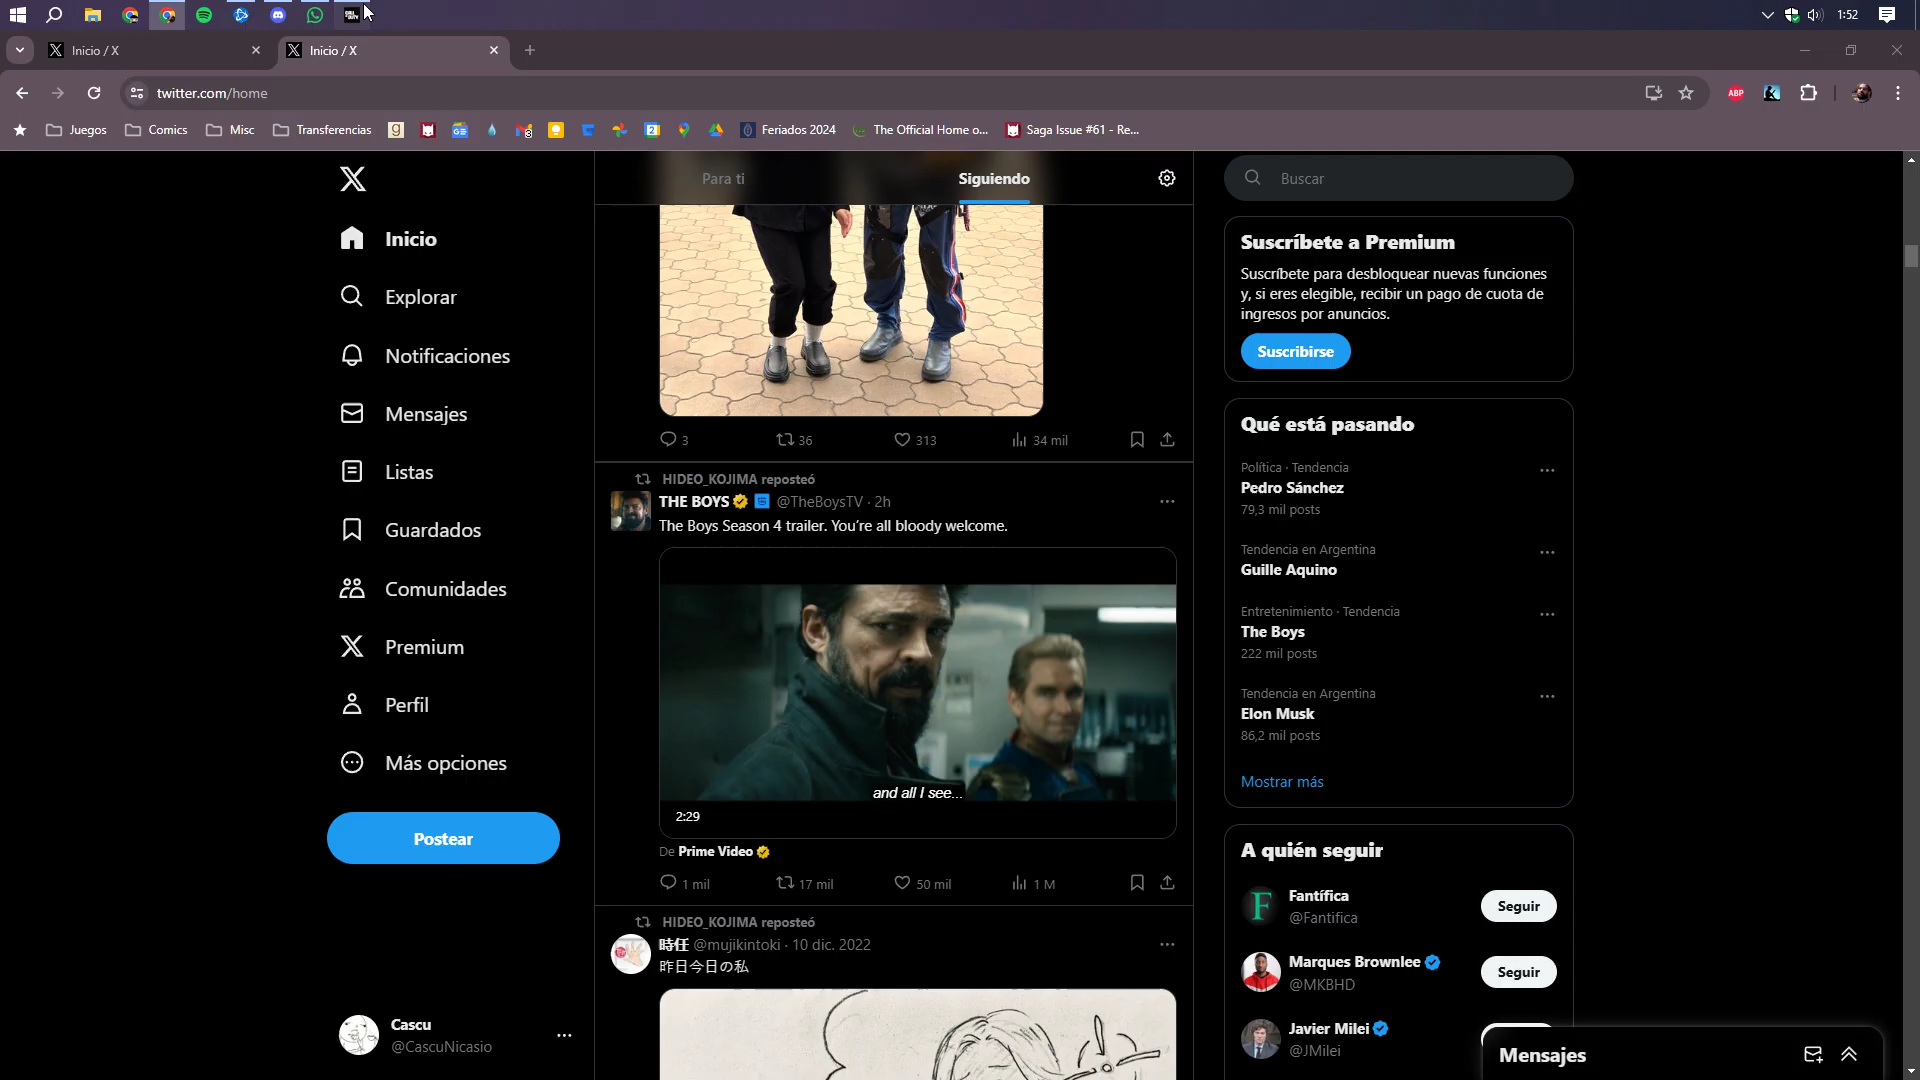 1:52
Inicio / X
Inicio / X
twitter.com/home
ABP
Juegos
Comics
Misc
Transferencias
Feriados 2024
The Official Home o...
Saga Issue #61 - Re...
Inicio
Explorar
Notificaciones
Mensajes
Listas
Guardados
Comunidades
Premium
Perfil
Más opciones
Postear
Cascu
@CascuNicasio
Para ti
Siguiendo
3
36
313
34 mil
HIDEO_KOJIMA reposteó
THE BOYS @TheBoysTV · 2h
The Boys Season 4 trailer. You're all bloody welcome.
and all I see...
2:29
De Prime Video
1 mil
17 mil
50 mil
1 M
HIDEO_KOJIMA reposteó
時任 @mujikintoki · 10 dic. 2022
昨日今日の私
Buscar
Suscríbete a Premium
Suscríbete para desbloquear nuevas funciones
y, si eres elegible, recibir un pago de cuota de
ingresos por anuncios.
Suscribirse
Qué está pasando
Política · Tendencia
Pedro Sánchez
79,3 mil posts
Tendencia en Argentina
Guille Aquino
Entretenimiento · Tendencia
The Boys
222 mil posts
Tendencia en Argentina
Elon Musk
86,2 mil posts
Mostrar más
A quién seguir
Fantífica
@Fantifica
Seguir
Marques Brownlee
@MKBHD
Seguir
Javier Milei
@JMilei
Mensajes